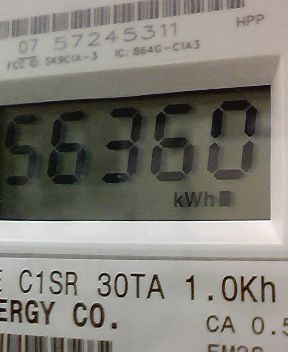 HPP
07 57245311
FCC ID: SK9C1A-3 IC: 864G-C1A3
56360
kWh
C1SR 30TA 1.0Kh
ERGY CO.
CA 0.5